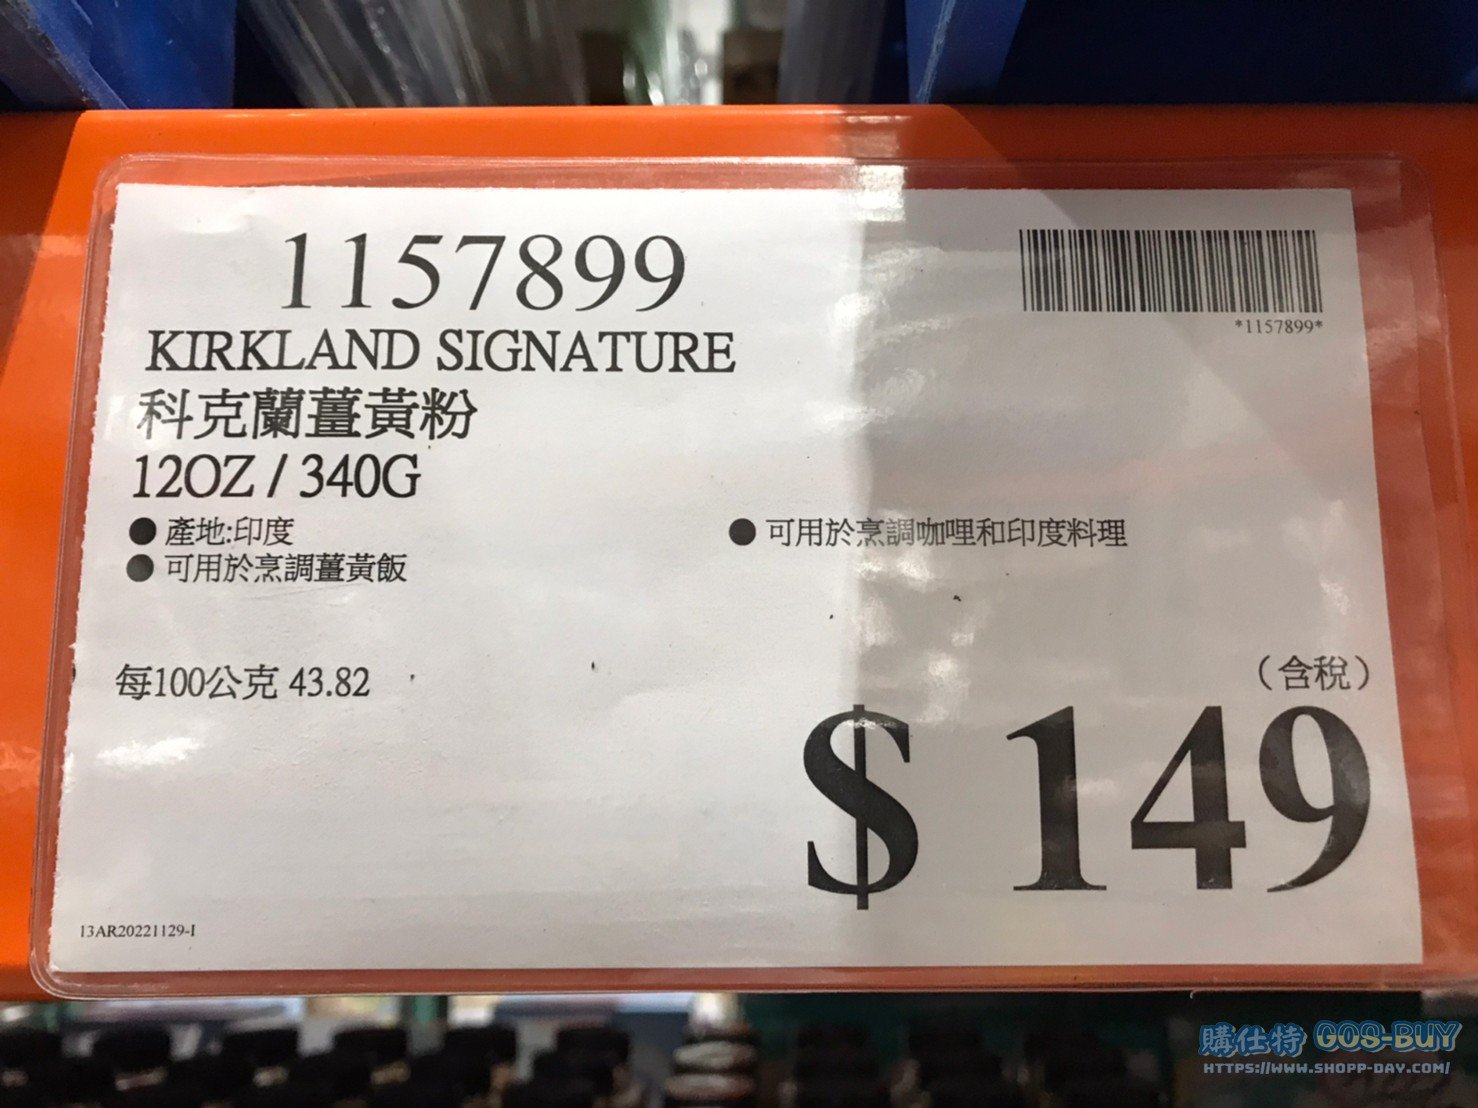 1157899
*1157899*
KIRKLAND SIGNATURE
科克蘭薑黃粉
12OZ / 340G
● 產地:印度
● 可用於烹調咖哩和印度料理
● 可用於烹調薑黃飯
每100公克 43.82
（含稅）
$ 149
13AR20221129-I
購仕特 GOS-BUY
HTTPS://WWW.SHOPP-DAY.COM/